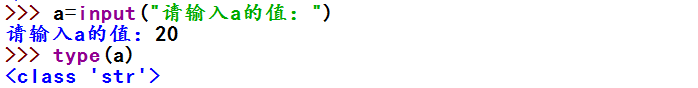 >>> a=input("请输入a的值：")
请输入a的值：20
>>> type(a)
<class 'str'>